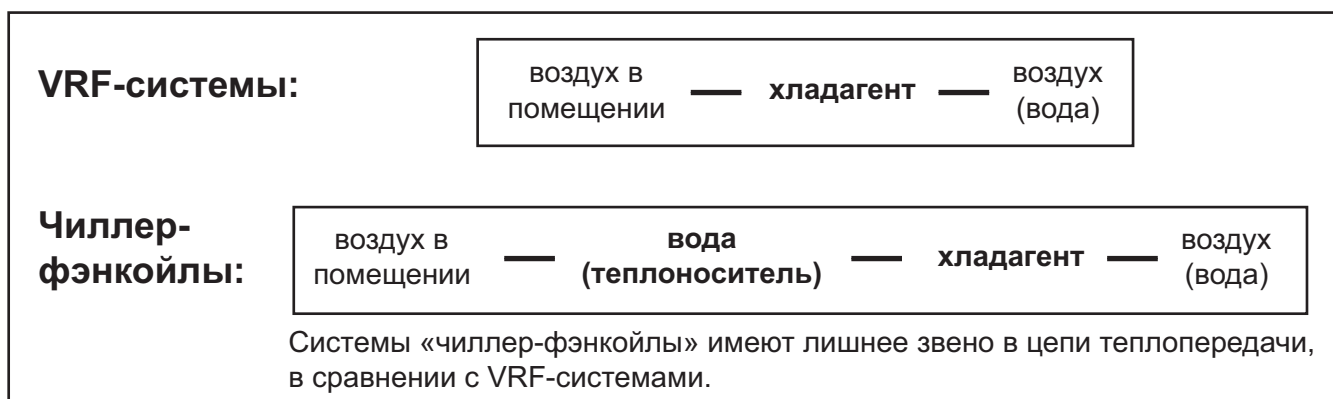 VRF-системы:
воздух в
помещении
хладагент
воздух
(вода)
Чиллер-
фэнкойлы:
воздух в
помещении
вода
(теплоноситель)
хладагент
воздух
(вода)
Системы «чиллер-фэнкойлы» имеют лишнее звено в цепи теплопередачи,
в сравнении с VRF-системами.